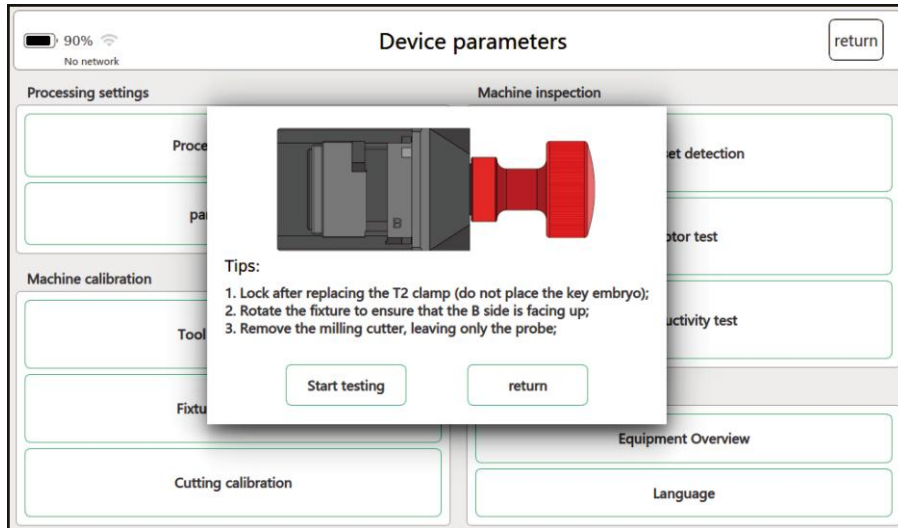 90%
No network
Device parameters
return
Processing settings
Machine inspection
Proce
set detection
pa
otor test
Machine calibration
uctivity test
Tool
Fixtu
Cutting calibration
Equipment Overview
Language
B
Tips:
1. Lock after replacing the T2 clamp (do not place the key embryo);
2. Rotate the fixture to ensure that the B side is facing up;
3. Remove the milling cutter, leaving only the probe;
Start testing
return